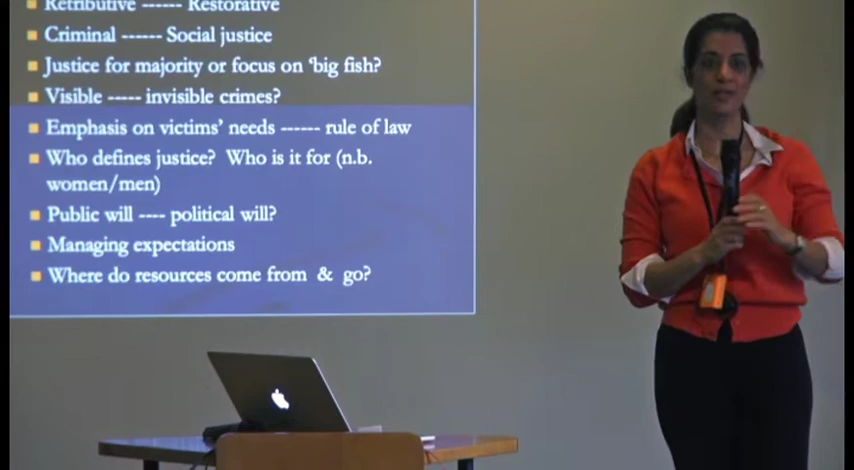 Retributive ------ Restorative
Criminal ------ Social justice
Justice for majority or focus on ‘big fish?
Visible ----- invisible crimes?
Emphasis on victims’ needs ------ rule of law
Who defines justice?  Who is it for (n.b.
women/men)
Public will ---- political will?
Managing expectations
Where do resources come from  & go?